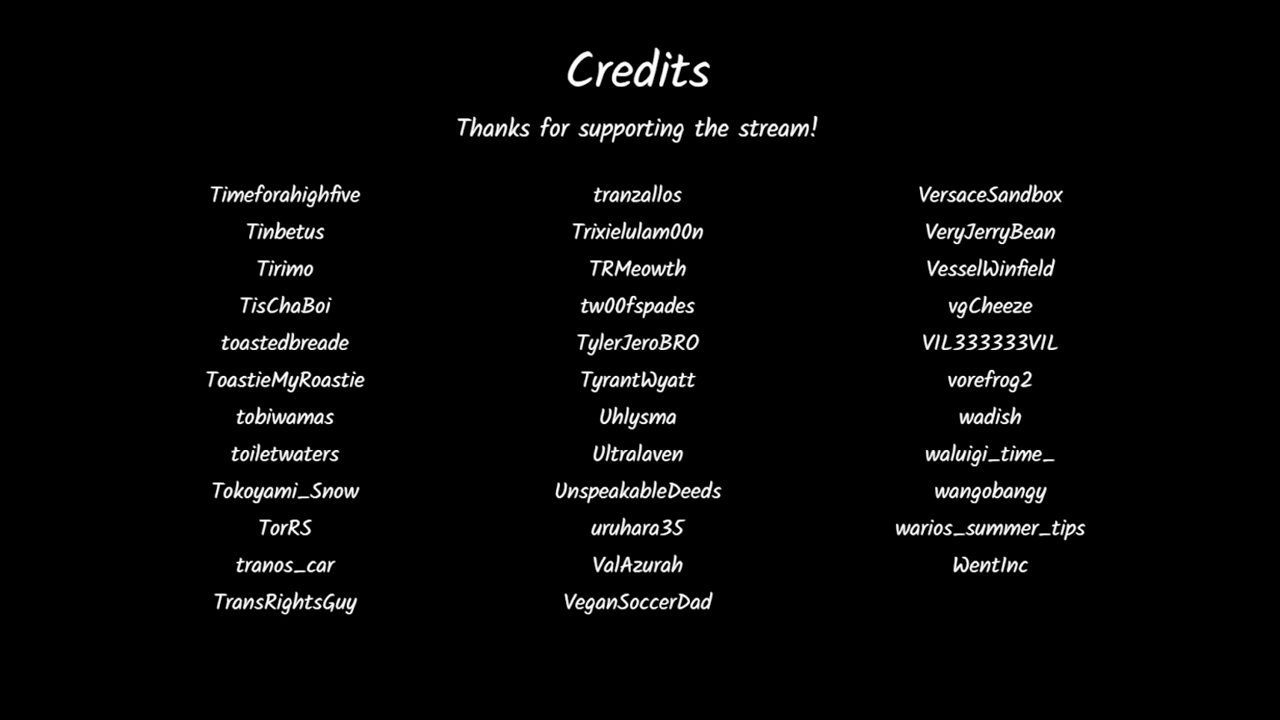 Credits
Thanks for supporting the stream!
Timeforahighfive
Tinbetus
Tirimo
TisChaBoi
toastedbreade
ToastieMyRoastie
tobiwamas
toiletwaters
Tokoyami_Snow
TorRS
tranos_car
TransRightsGuy
tranzallos
Trixielulam00n
TRMeowth
tw00fspades
TylerJeroBRO
TyrantWyatt
Uhlysma
Ultralaven
UnspeakableDeeds
uruhara35
ValAzurah
VeganSoccerDad
VersaceSandbox
VeryJerryBean
VesselWinfield
vgCheeze
VIL333333VIL
vorefrog2
wadish
waluigi_time_
wangobangy
warios_summer_tips
WentInc